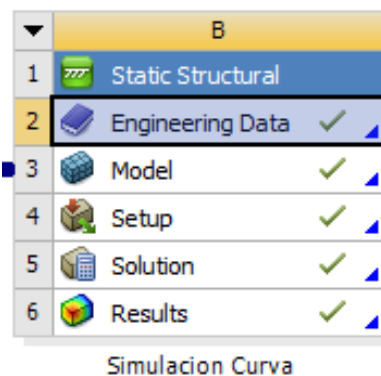 B
1 Static Structural
2 Engineering Data
3 Model
4 Setup
5 Solution
6 Results
Simulacion Curva